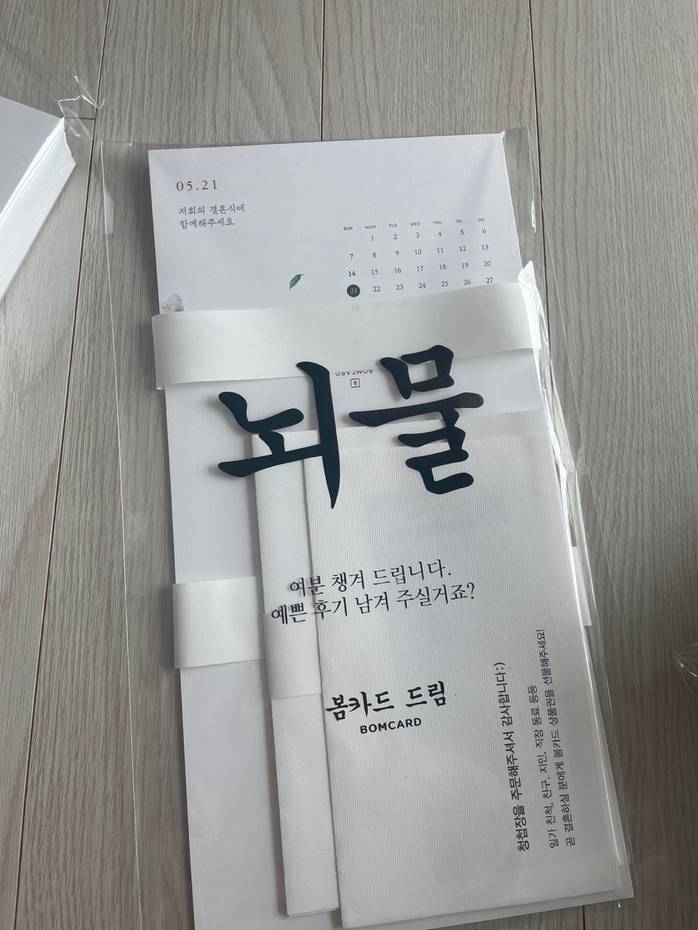 05.21
저희의 결혼식에
함께해주세요
SUN MON TUE WED THU FRI SAT
1 2 3 4 5 6
7 8 9 10 11 12 13
14 15 16 17 18 19 20
21 22 23 24 25 26 27
BOMCARD
B
뇌물
여분 챙겨 드립니다.
예쁜 후기 남겨 주실거죠?
봄카드 드림
BOMCARD
청첩장을 주문해주셔서 감사합니다:)
일가 친척, 친구, 지인, 직장 동료 등등
곧 결혼하실 분에게 봄카드 상품권을 선물해주세요!